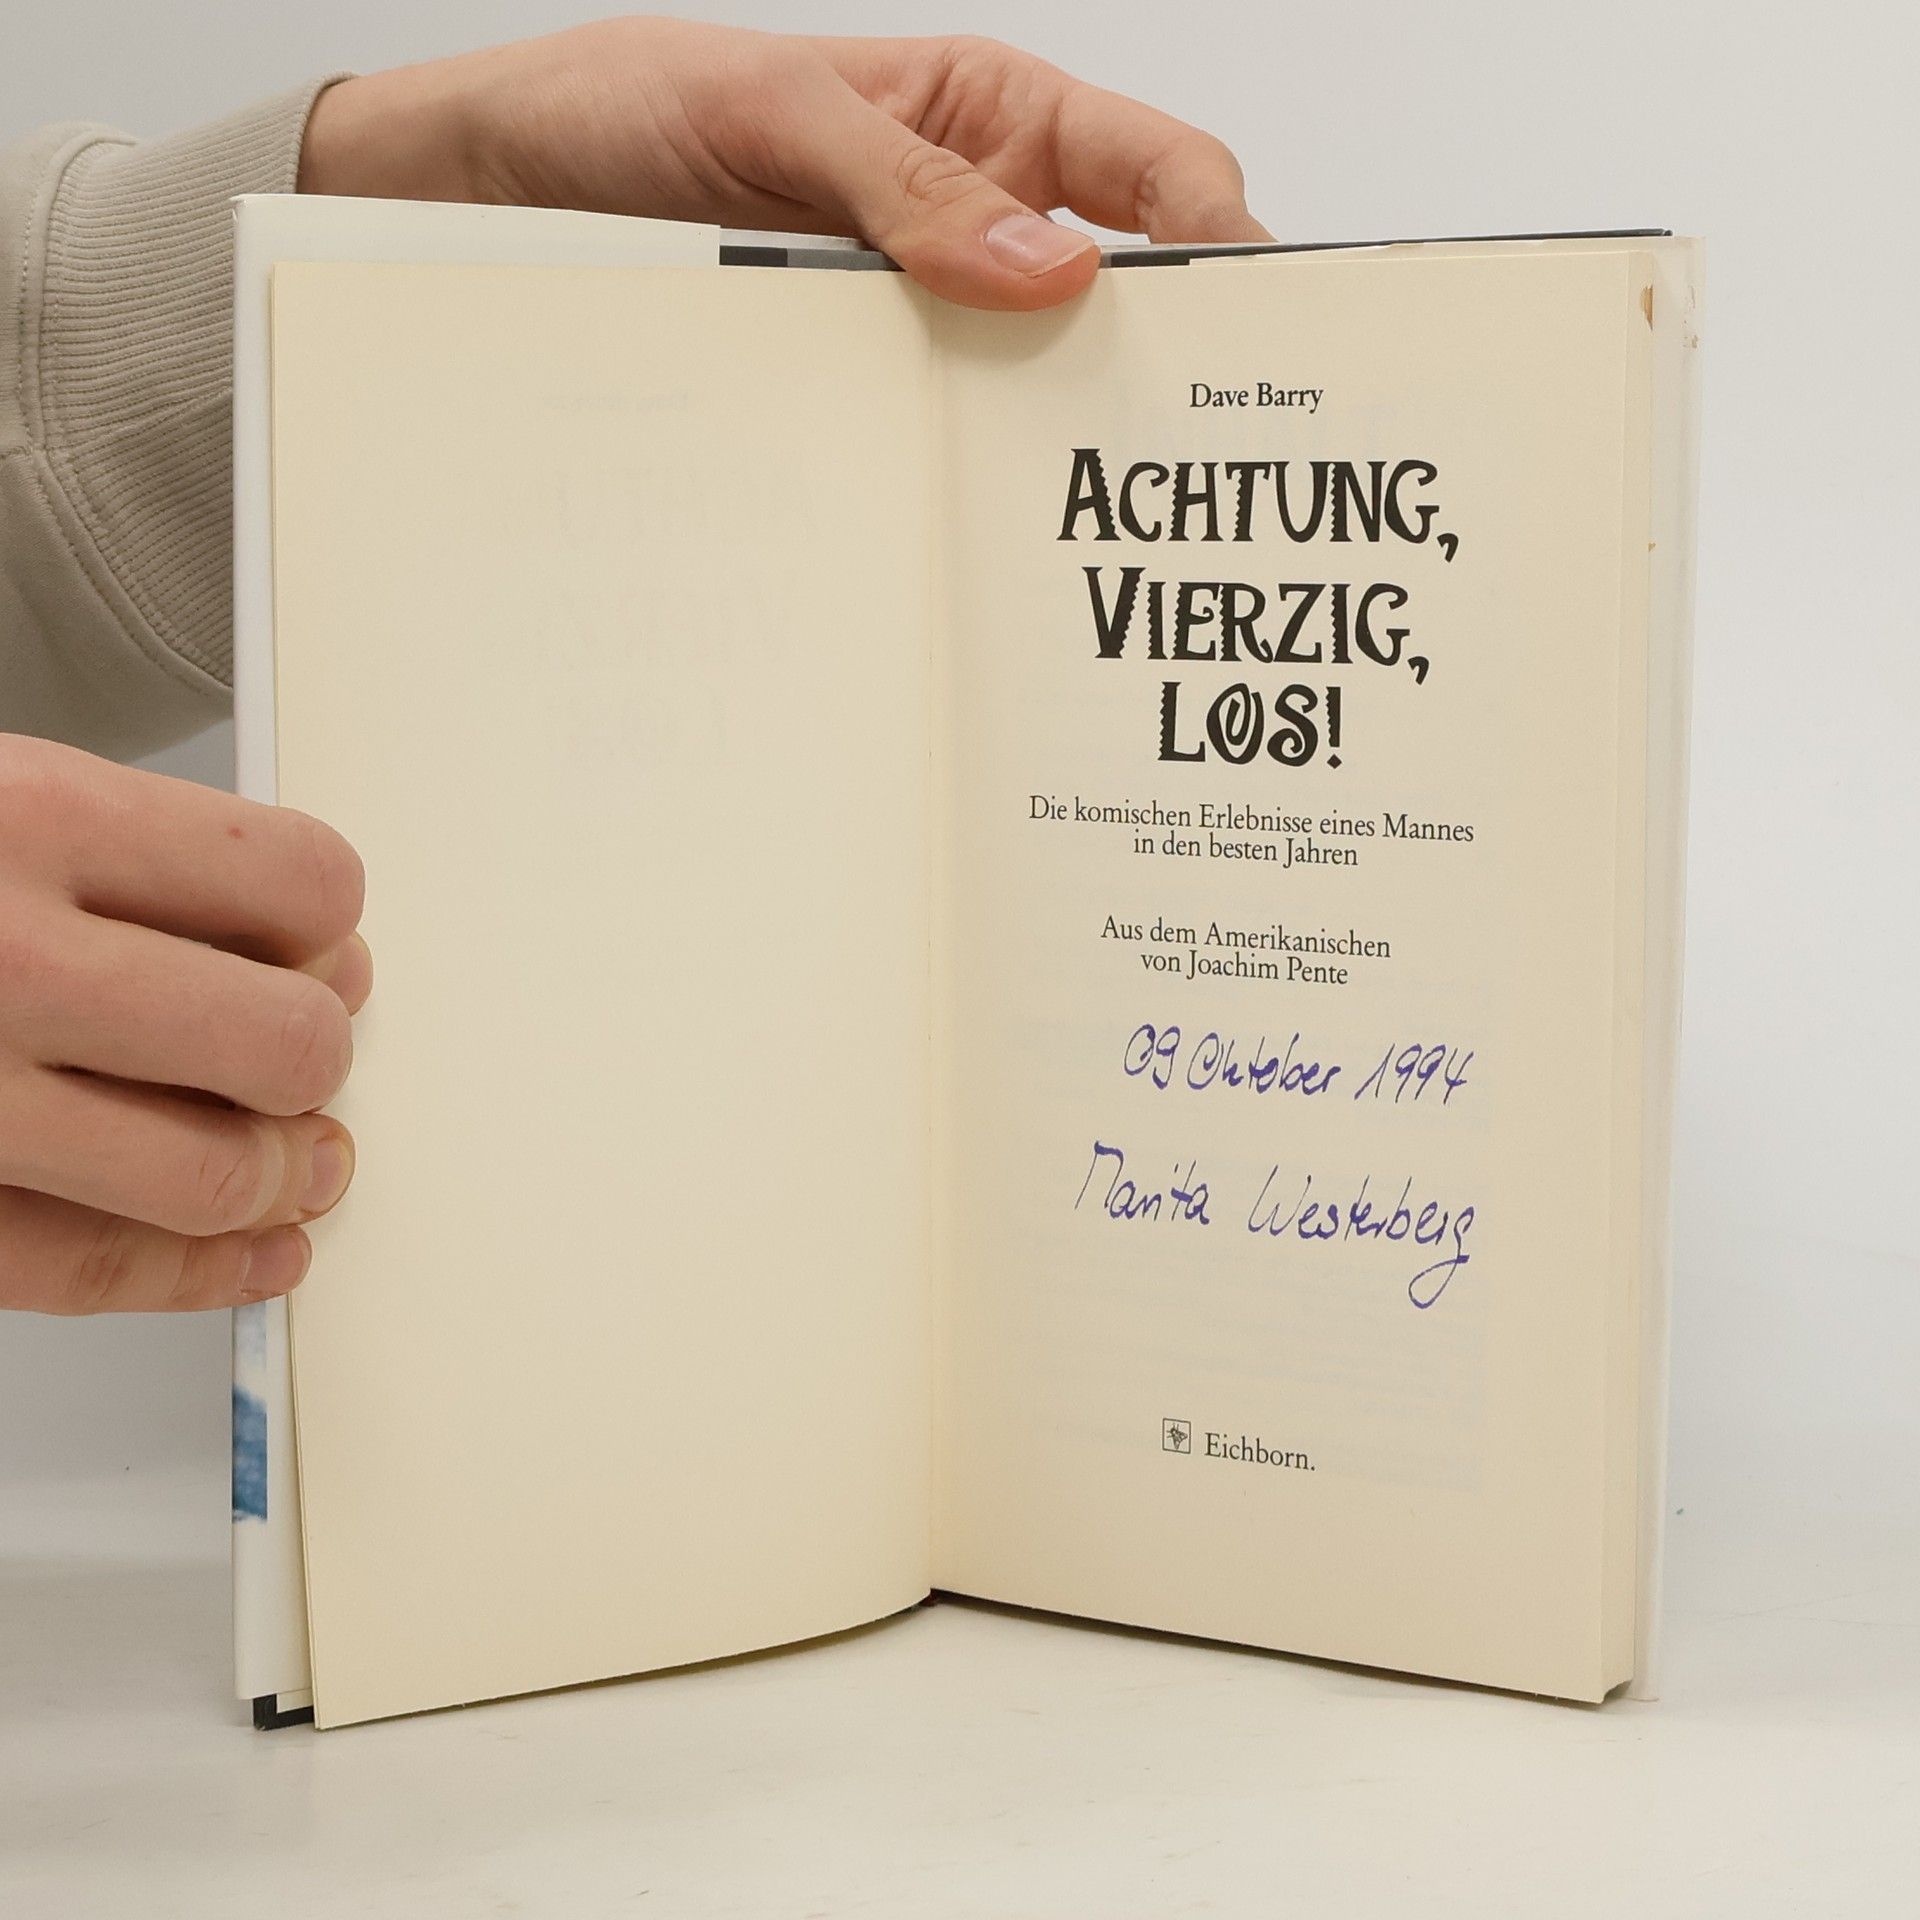 Dave Barry
ACHTUNG,
VIERZIG,
LOS!
Die komischen Erlebnisse eines Mannes
in den besten Jahren
Aus dem Amerikanischen
von Joachim Pente
09 Oktober 1994
Marita Westerberg
Eichborn.